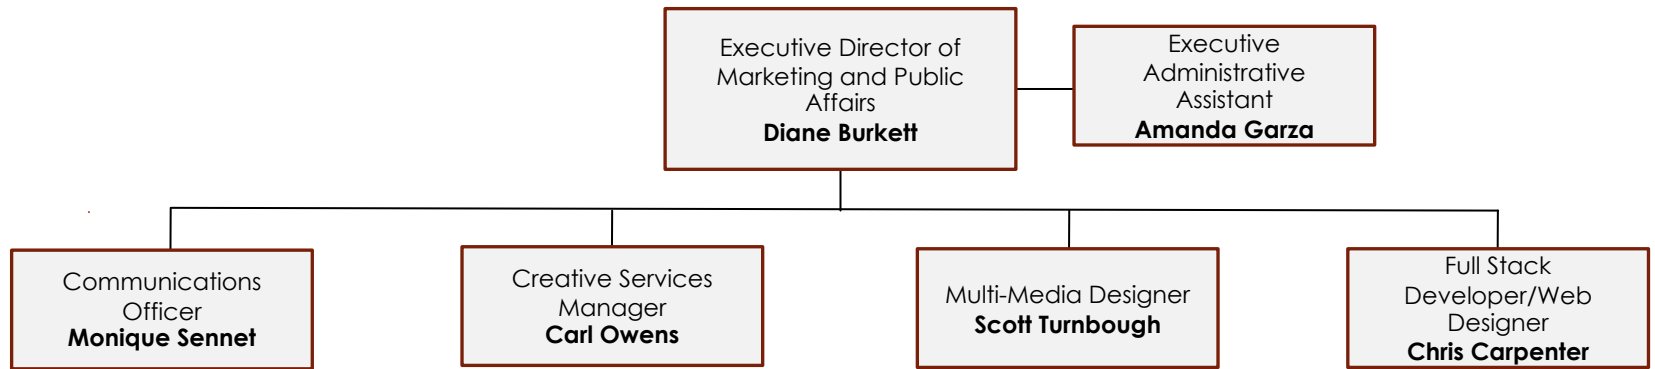 Executive Director of
Marketing and Public
Affairs
Diane Burkett
Executive
Administrative
Assistant
Amanda Garza
Communications
Officer
Monique Sennet
Creative Services
Manager
Carl Owens
Multi-Media Designer
Scott Turnbough
Full Stack
Developer/Web
Designer
Chris Carpenter